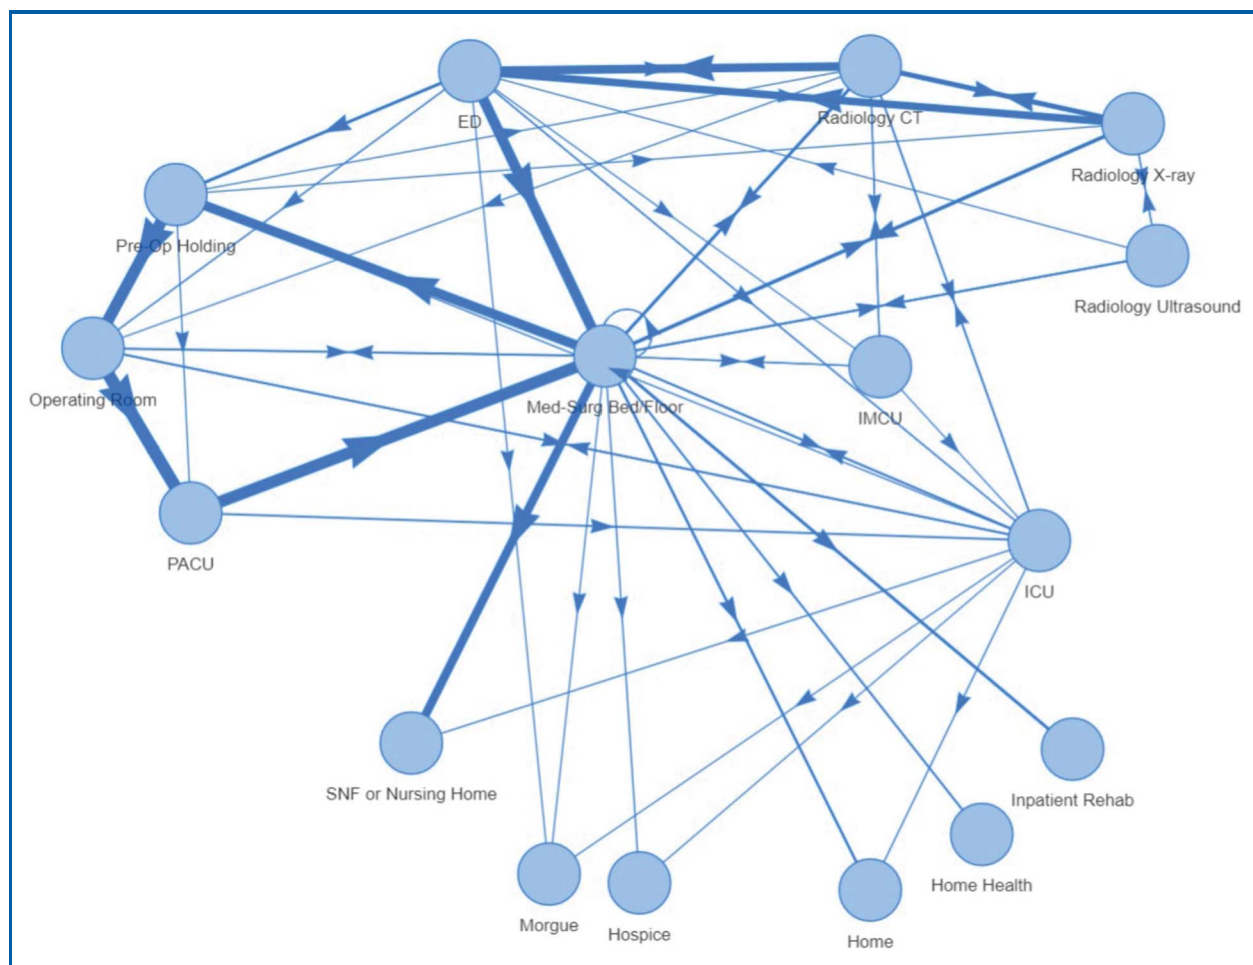 ED
Radiology CT
Radiology X-ray
Pre-Op Holding
Radiology Ultrasound
Operating Room
Med-Surg Bed/Floor
IMCU
PACU
ICU
SNF or Nursing Home
Inpatient Rehab
Home Health
Morgue
Hospice
Home